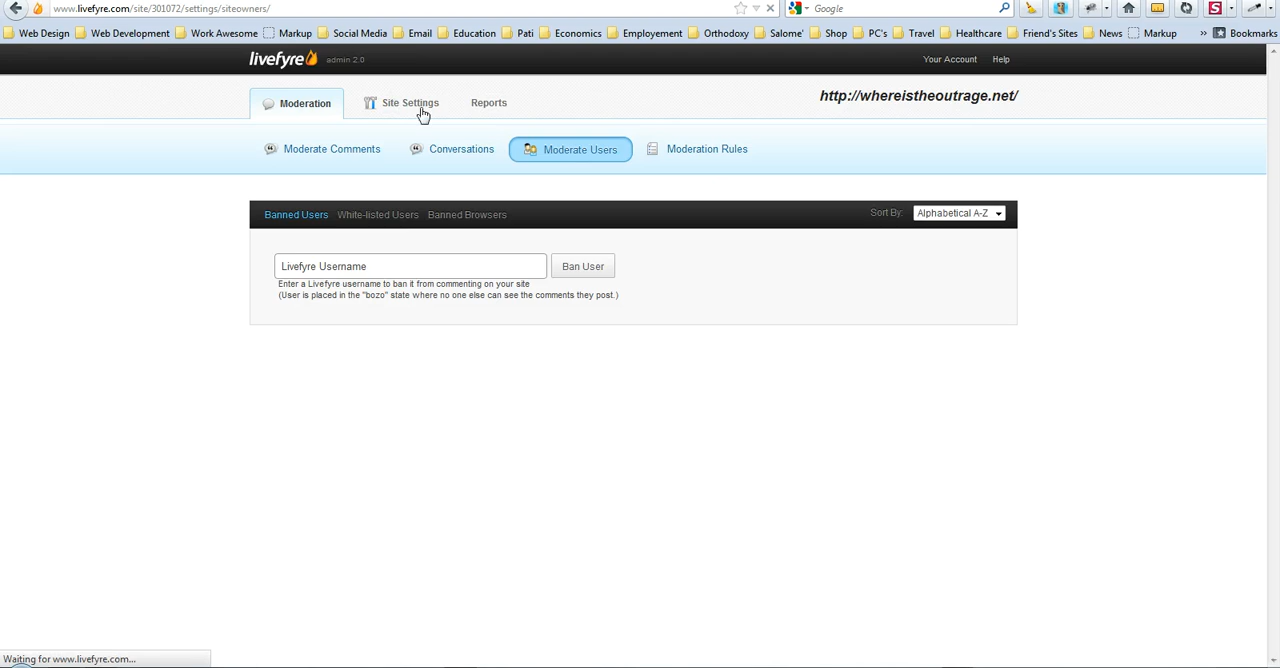 www.livefyre.com/site/301072/settings/siteowners/
Google
S
Web Design Web Development Work Awesome Markup Social Media Email Education Pati Economics Employement Orthodoxy Salome' Shop PC's Travel Healthcare Friend's Sites News Markup » Bookmarks
livefyre admin 2.0 Your Account Help
Moderation Site Settings Reports http://whereistheoutrage.net/
Moderate Comments Conversations Moderate Users Moderation Rules
Banned Users White-listed Users Banned Browsers Sort By: Alphabetical A-Z
Livefyre Username Ban User
Enter a Livefyre username to ban it from commenting on your site
(User is placed in the "bozo" state where no one else can see the comments they post.)
Waiting for www.livefyre.com...